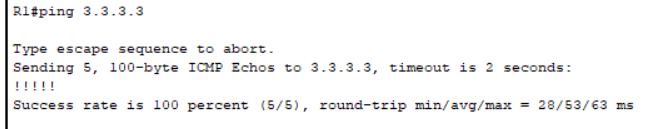 R1#ping 3.3.3.3
Type escape sequence to abort.
Sending 5, 100-byte ICMP Echos to 3.3.3.3, timeout is 2 seconds:
!!!!!
Success rate is 100 percent (5/5), round-trip min/avg/max = 28/53/63 ms